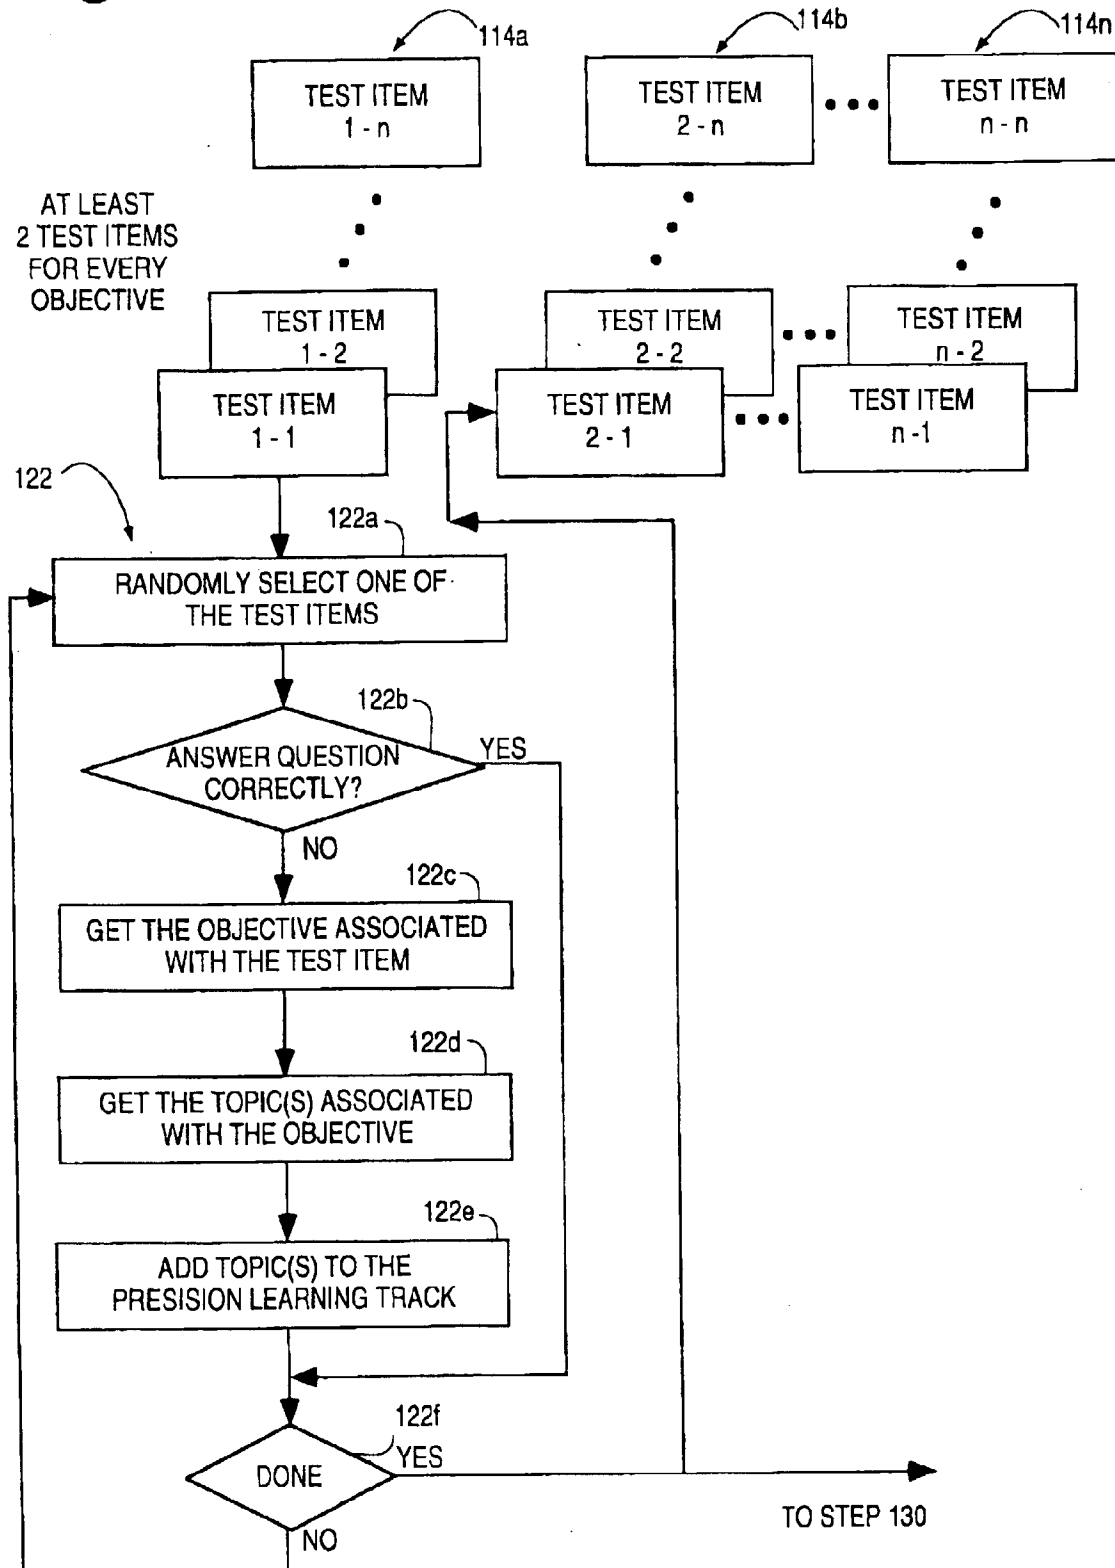 114a
114b
114n
TEST ITEM
1 - n
TEST ITEM
2 - n
TEST ITEM
n - n
AT LEAST
2 TEST ITEMS
FOR EVERY
OBJECTIVE
TEST ITEM
1 - 2
TEST ITEM
2 - 2
TEST ITEM
n - 2
TEST ITEM
1 - 1
TEST ITEM
2 - 1
TEST ITEM
n - 1
122
122a
RANDOMLY SELECT ONE OF
THE TEST ITEMS
122b
ANSWER QUESTION
CORRECTLY?
YES
NO
122c
GET THE OBJECTIVE ASSOCIATED
WITH THE TEST ITEM
122d
GET THE TOPIC(S) ASSOCIATED
WITH THE OBJECTIVE
122e
ADD TOPIC(S) TO THE
PRESISION LEARNING TRACK
122f
DONE
YES
NO
TO STEP 130